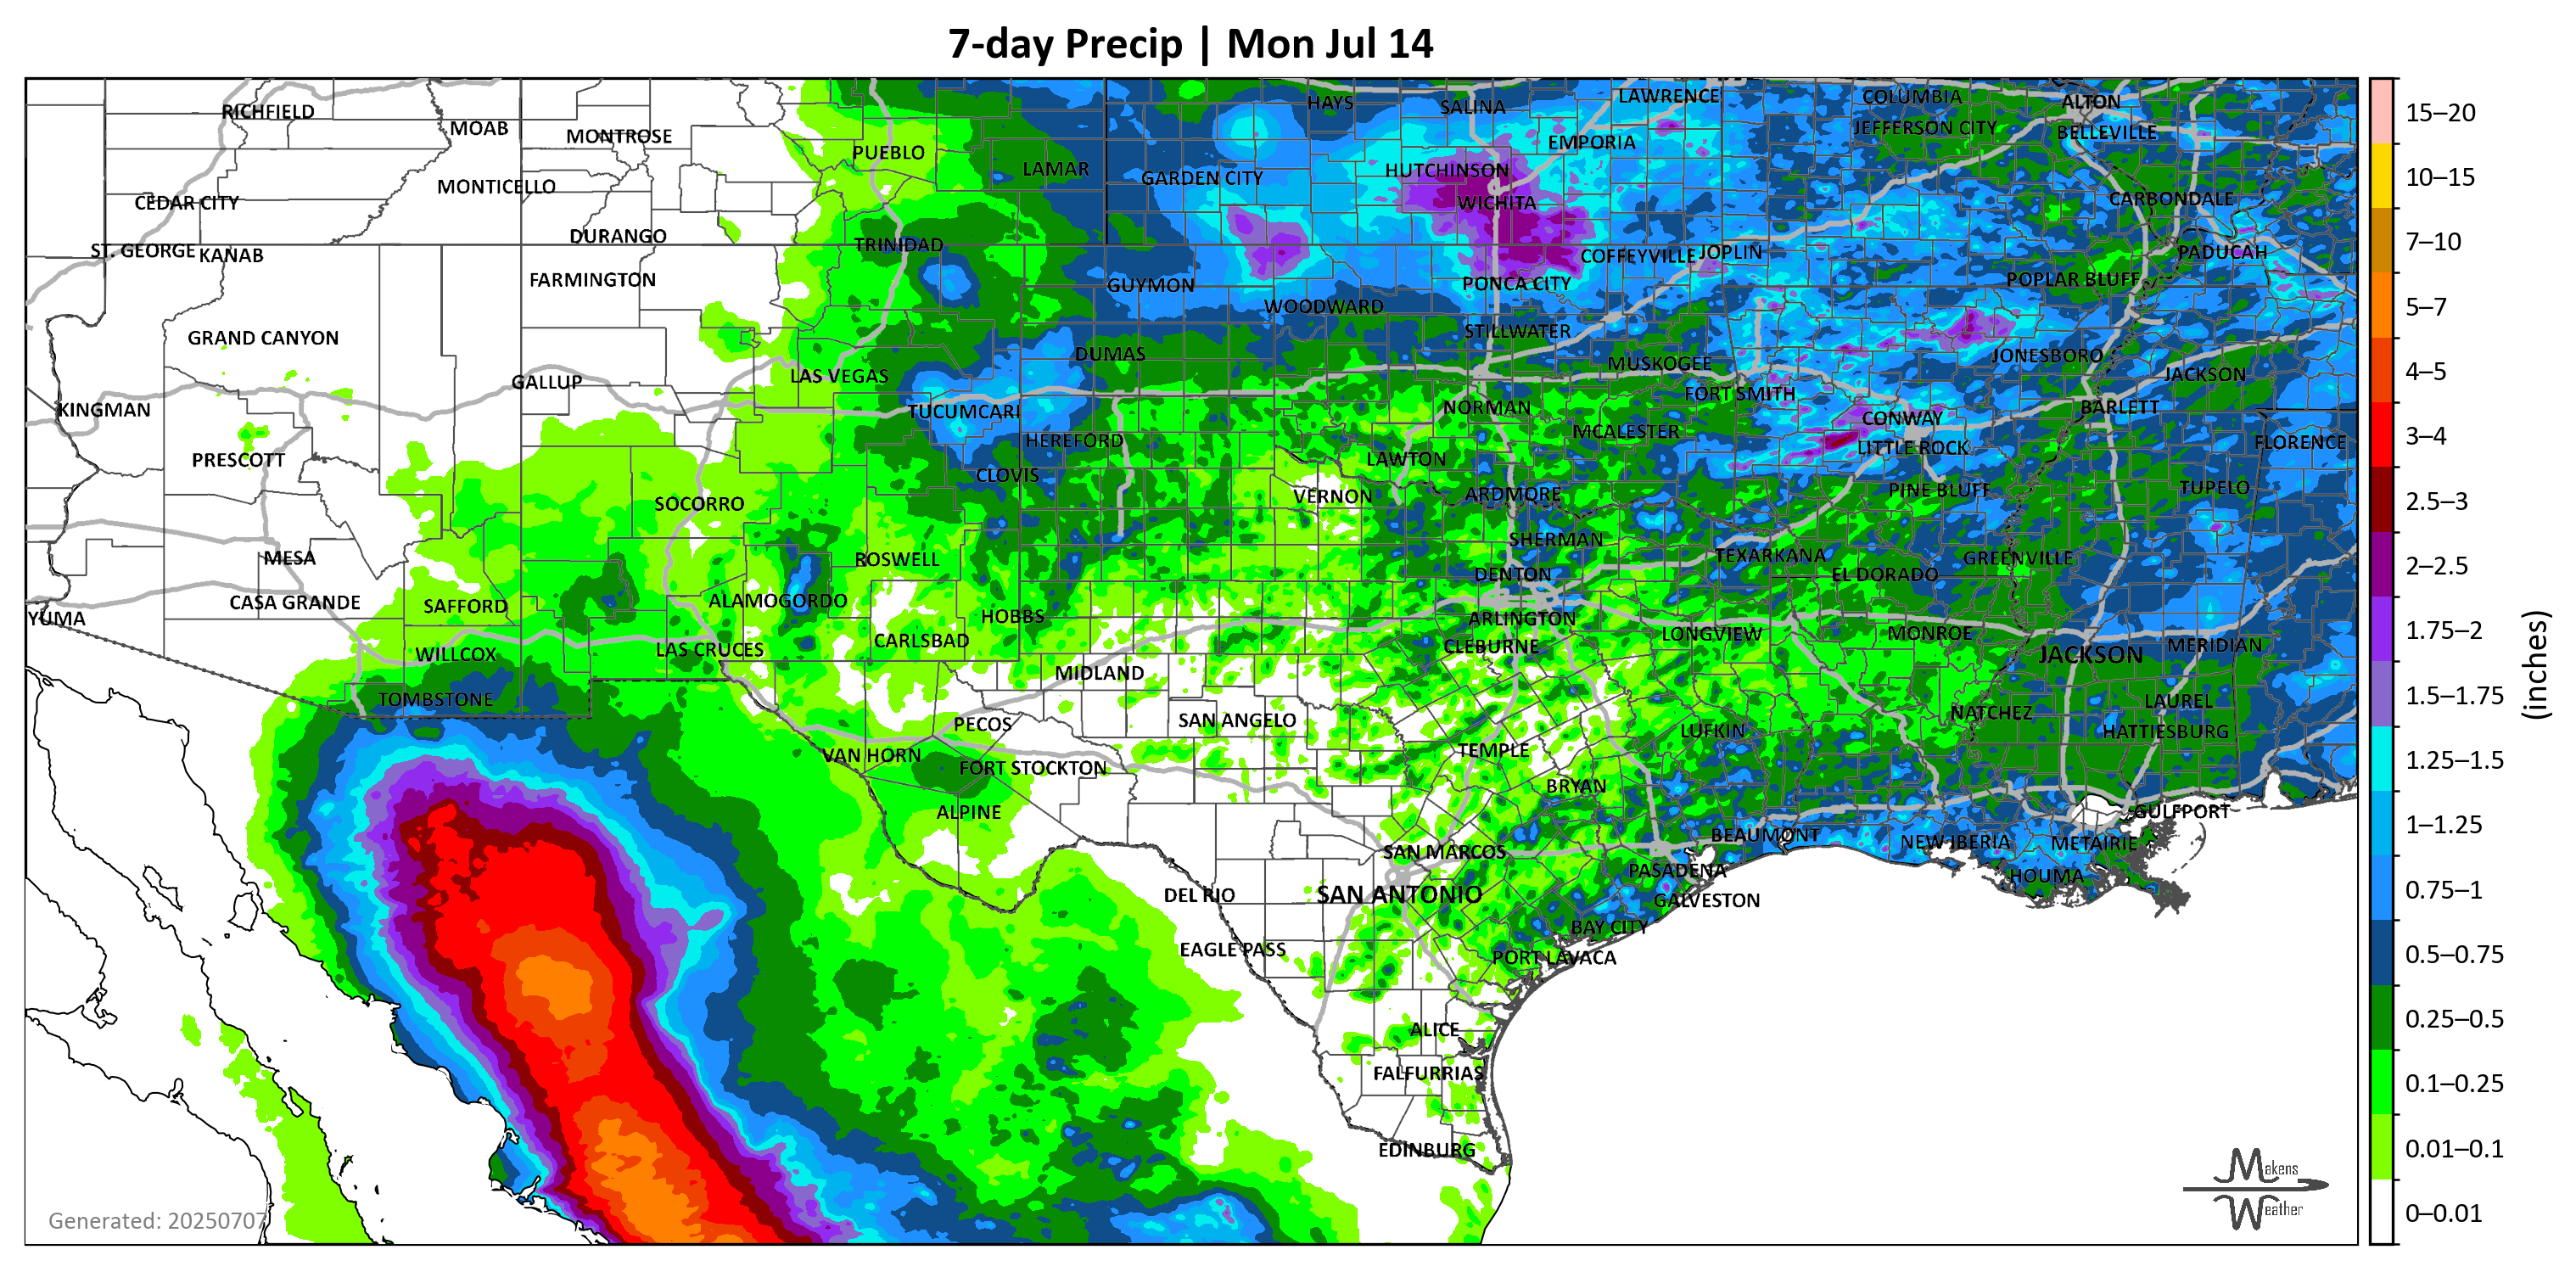 7-day Precip | Mon Jul 14
RICHFIELD
MOAB
MONTROSE
PUEBLO
LAMAR
HAYS
SALINA
LAWRENCE
COLUMBIA
ALTON
JEFFERSON CITY
BELLEVILLE
EMPORIA
GARDEN CITY
HUTCHINSON
WICHITA
CARBONDALE
CEDAR CITY
MONTICELLO
DURANGO
TRINIDAD
ST. GEORGE
KANAB
FARMINGTON
GUYMON
WOODWARD
PONCA CITY
COFFEYVILLE
JOPLIN
POPLAR BLUFF
PADUCAH
GRAND CANYON
STILLWATER
DUMAS
MUSKOGEE
JONESBORO
JACKSON
LAS VEGAS
GALLUP
KINGMAN
TUCUMCARI
NORMAN
FORT SMITH
CONWAY
BARLETT
HEREFORD
MCALESTER
LITTLE ROCK
FLORENCE
PRESCOTT
CLOVIS
LAWTON
VERNON
ARDMORE
PINE BLUFF
TUPELO
SOCORRO
MESA
ROSWELL
SHERMAN
TEXARKANA
GREENVILLE
DENTON
EL DORADO
CASA GRANDE
SAFFORD
ALAMOGORDO
HOBBS
ARLINGTON
YUMA
CARLSBAD
CLEBURNE
LONGVIEW
MONROE
JACKSON
MERIDIAN
WILLCOX
LAS CRUCES
MIDLAND
TOMBSTONE
PECOS
SAN ANGELO
NATCHEZ
LAUREL
LUFKIN
HATTIESBURG
VAN HORN
FORT STOCKTON
TEMPLE
BRYAN
ALPINE
GULFPORT
BEAUMONT
NEW IBERIA
METAIRIE
SAN MARCOS
PASADENA
HOUMA
DEL RIO
SAN ANTONIO
GALVESTON
BAY CITY
EAGLE PASS
PORT LAVACA
ALICE
FALFURRIAS
EDINBURG
Generated: 20250707
Makens
Weather
15–20
10–15
7–10
5–7
4–5
3–4
2.5–3
2–2.5
1.75–2
1.5–1.75
1.25–1.5
1–1.25
0.75–1
0.5–0.75
0.25–0.5
0.1–0.25
0.01–0.1
0–0.01
(inches)